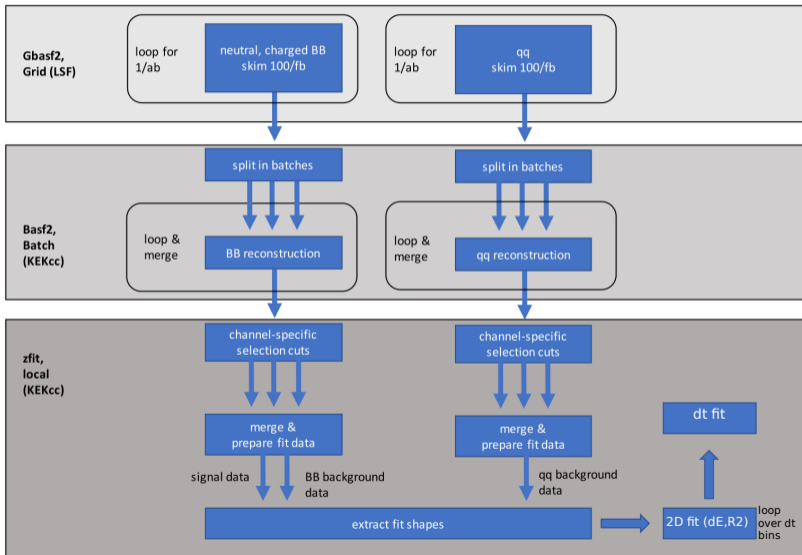 Gbasf2,
Grid (LSF)
loop for
1/ab
neutral, charged BB
skim 100/fb
loop for
1/ab
qq
skim 100/fb
Basf2,
Batch
(KEKcc)
split in batches
split in batches
loop &
merge
BB reconstruction
loop &
merge
qq reconstruction
zfit,
local
(KEKcc)
channel-specific
selection cuts
channel-specific
selection cuts
merge &
prepare fit data
merge &
prepare fit data
dt fit
signal data
BB background
data
qq background
data
extract fit shapes
2D fit (dE,R2)
loop
over dt
bins